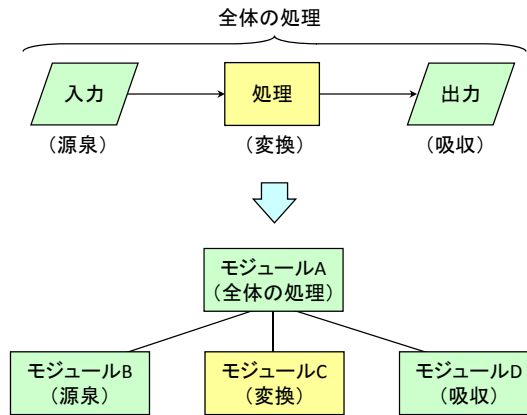 全体の処理
入力
処理
出力
（源泉）
（変換）
（吸収）
モジュールA
（全体の処理）
モジュールB
（源泉）
モジュールC
（変換）
モジュールD
（吸収）